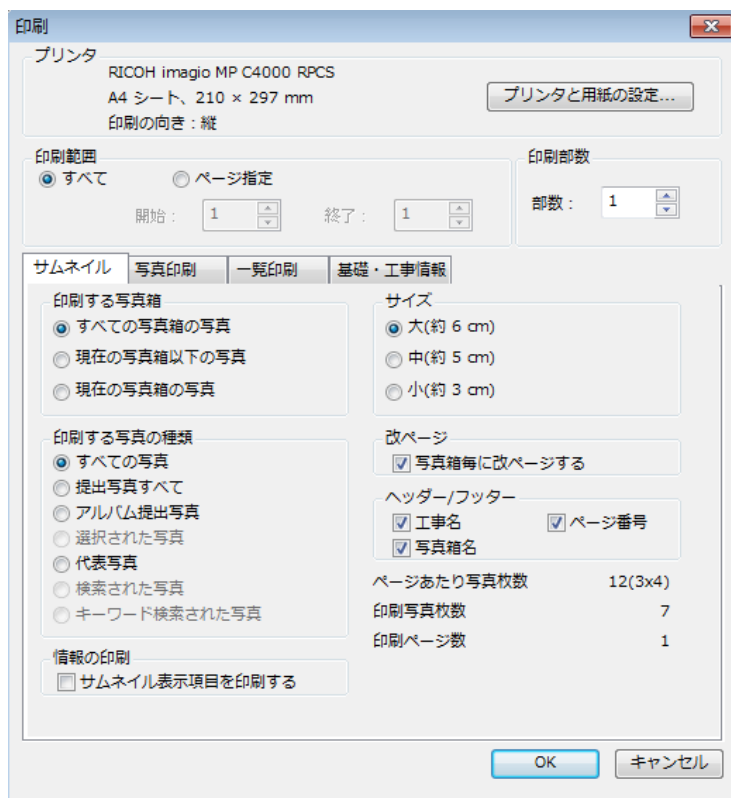 印刷
プリンタ
RICOH imagio MP C4000 RPCS
A4 シート、210 × 297 mm
プリンタと用紙の設定...
印刷の向き：縦
印刷範囲
すべて
ページ指定
開始： 1 終了： 1
印刷部数
部数： 1
サムネイル 写真印刷 一覧印刷 基礎・工事情報
印刷する写真箱
すべての写真箱の写真
現在の写真箱以下の写真
現在の写真箱の写真
印刷する写真の種類
すべての写真
提出写真すべて
アルバム提出写真
選択された写真
代表写真
検索された写真
キーワード検索された写真
情報の印刷
サムネイル表示項目を印刷する
サイズ
大(約 6 cm)
中(約 5 cm)
小(約 3 cm)
改ページ
写真箱毎に改ページする
ヘッダー/フッター
工事名 ページ番号
写真箱名
ページあたり写真枚数 12(3x4)
印刷写真枚数 7
印刷ページ数 1
OK キャンセル